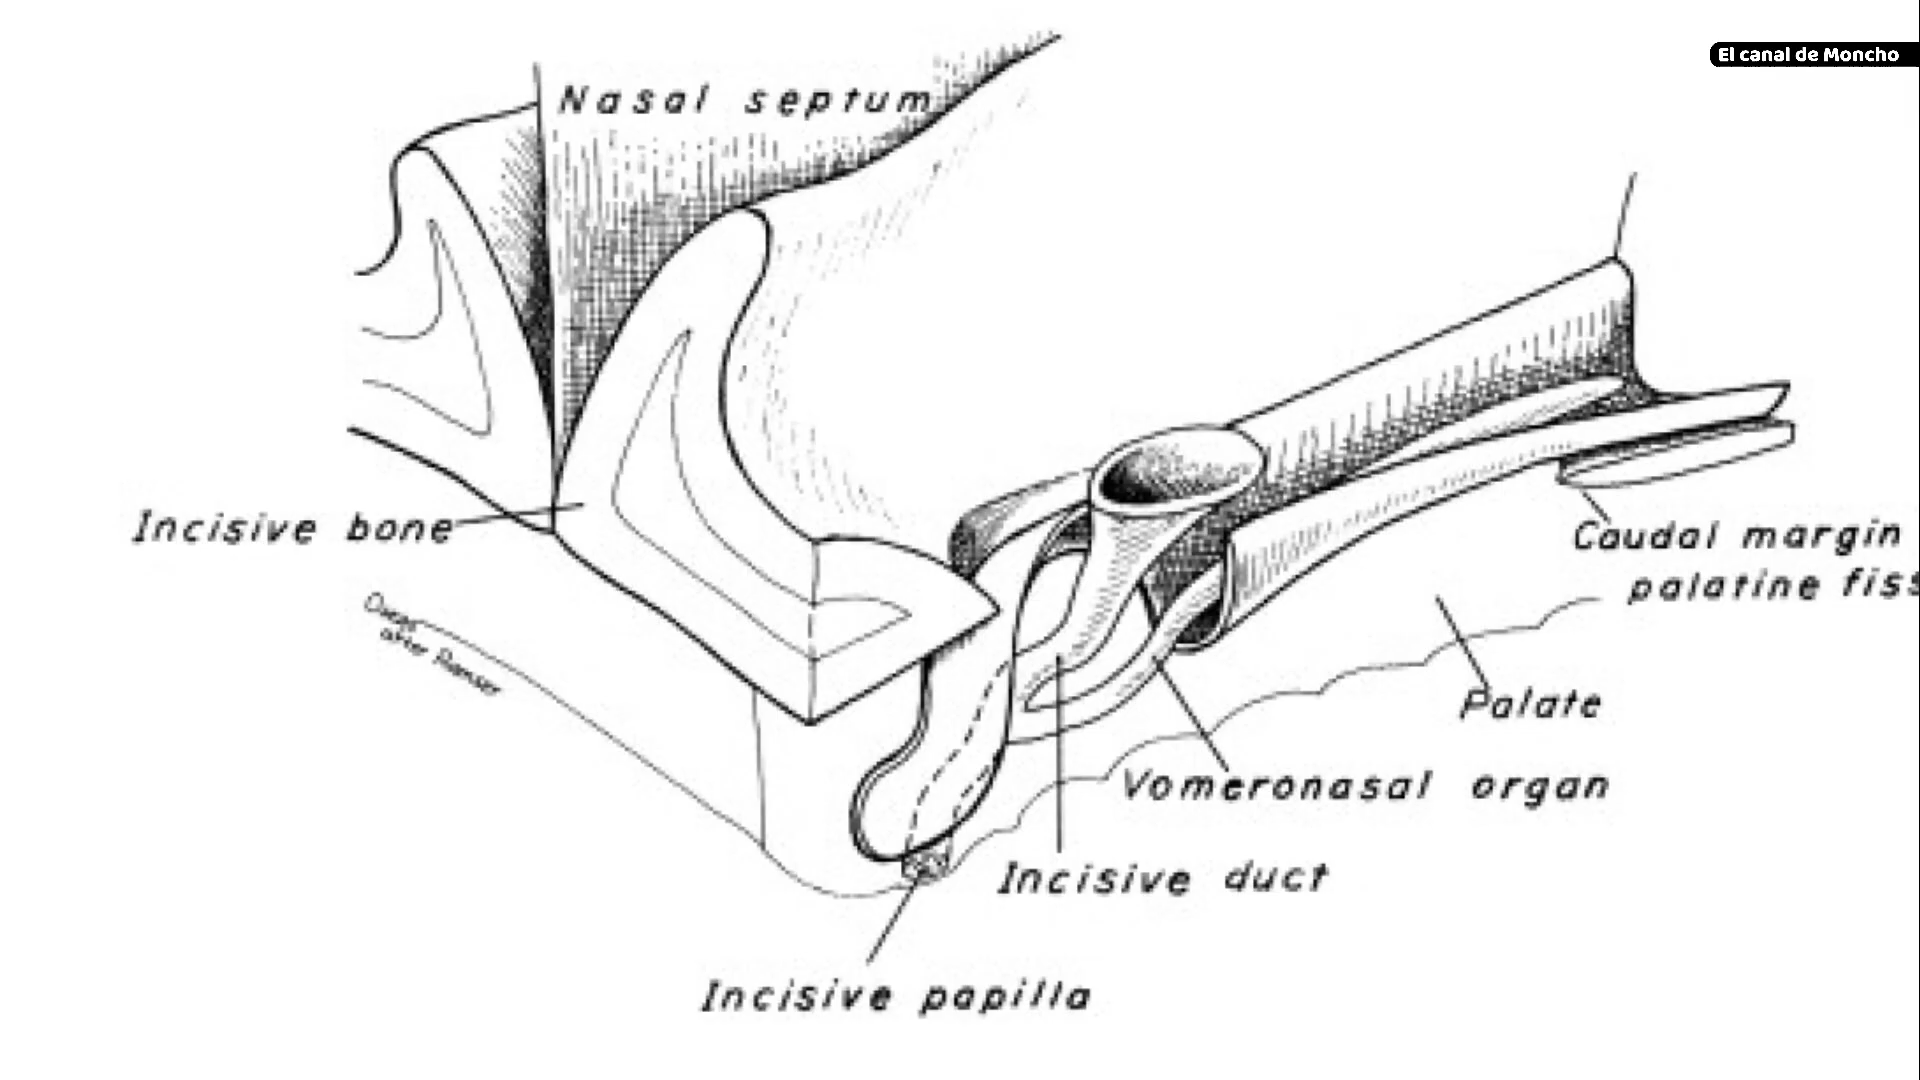 El canal de Moncho
Nasal septum
Incisive bone
Caudal margin
palatine fiss
after
Palate
Vomeronasal organ
Incisive duct
Incisive papilla